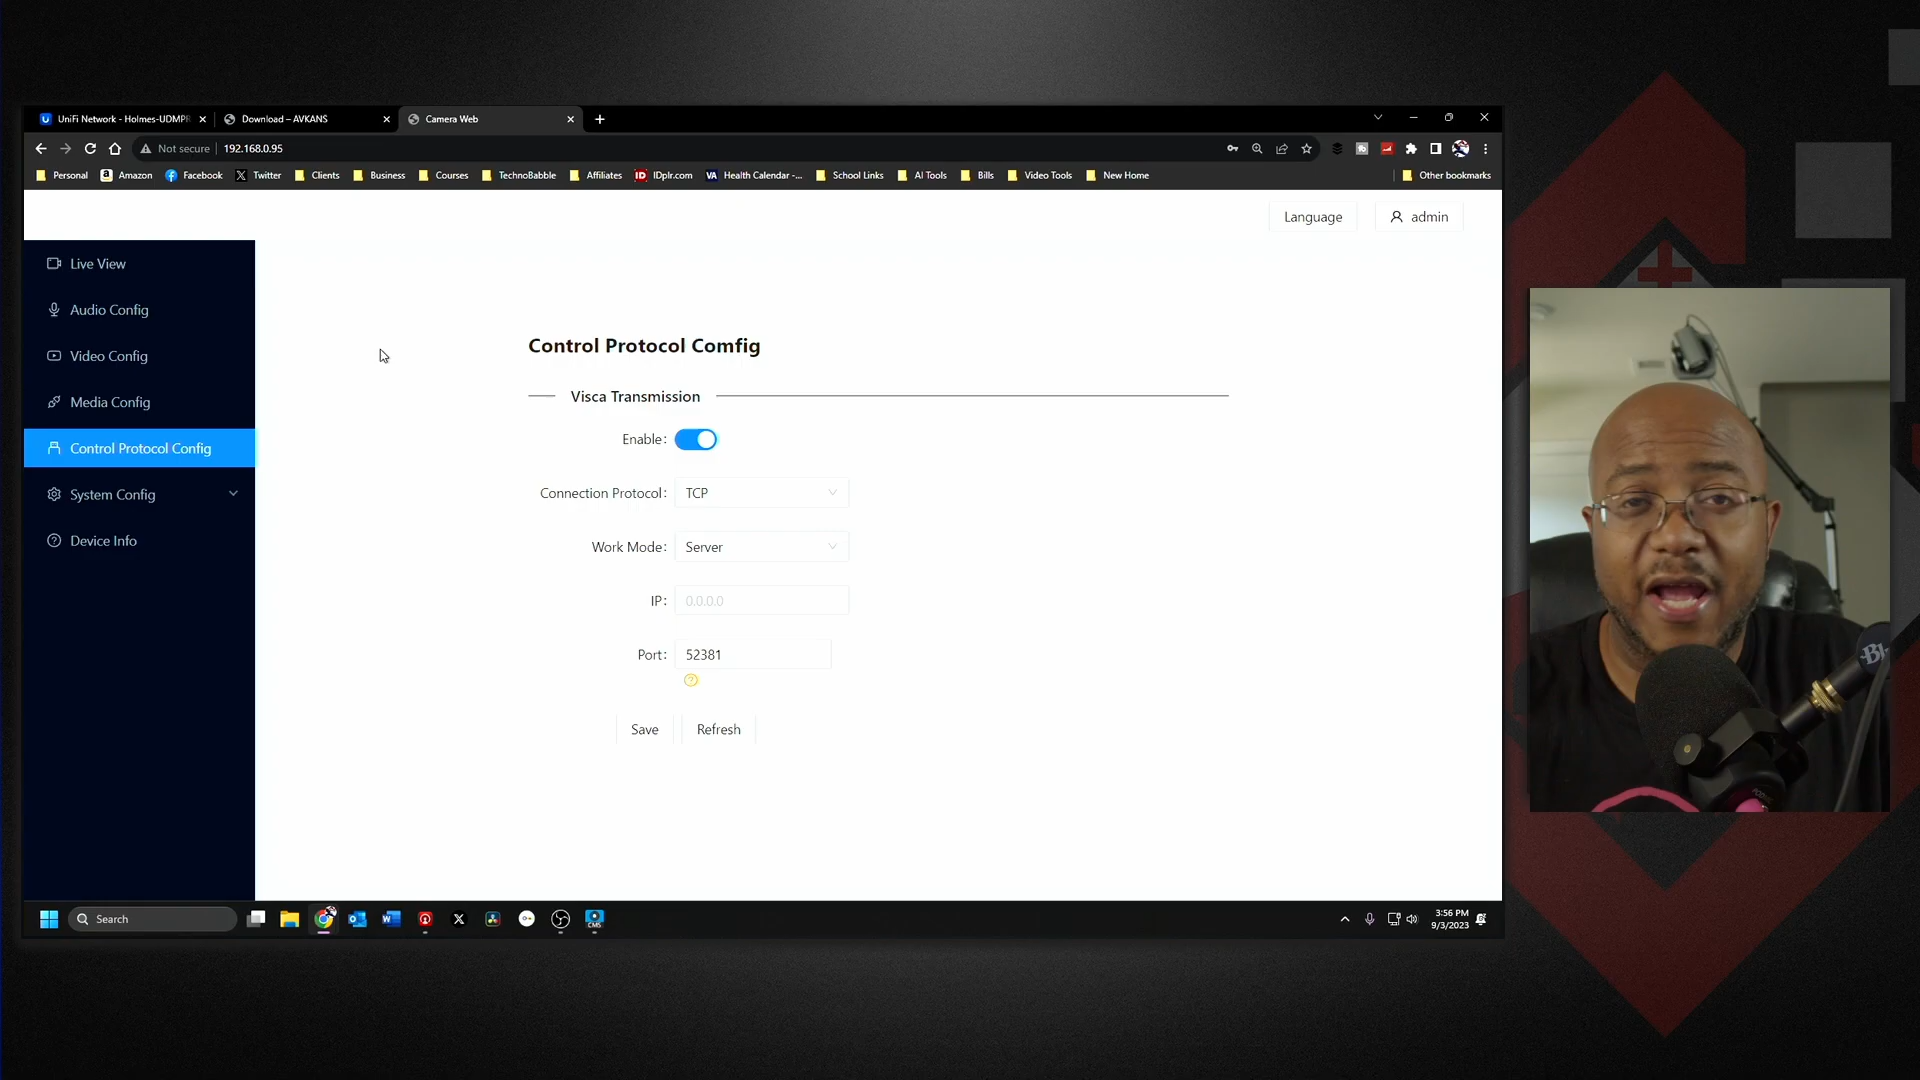 UniFi Network - Holmes-UDMPR
Download – AVKANS
Camera Web
Not secure
192.168.0.95
Personal
Amazon
Facebook
Twitter
Clients
Business
Courses
TechnoBabble
Affiliates
IDplr.com
Health Calendar -...
School Links
AI Tools
Bills
Video Tools
New Home
Other bookmarks
Language
admin
Live View
Audio Config
Video Config
Media Config
Control Protocol Config
System Config
Device Info
Control Protocol Comfig
Visca Transmission
Enable:
Connection Protocol: TCP
Work Mode: Server
IP: 0.0.0.0
Port: 52381
Save
Refresh
Search
CMS
3:56 PM
9/3/2023